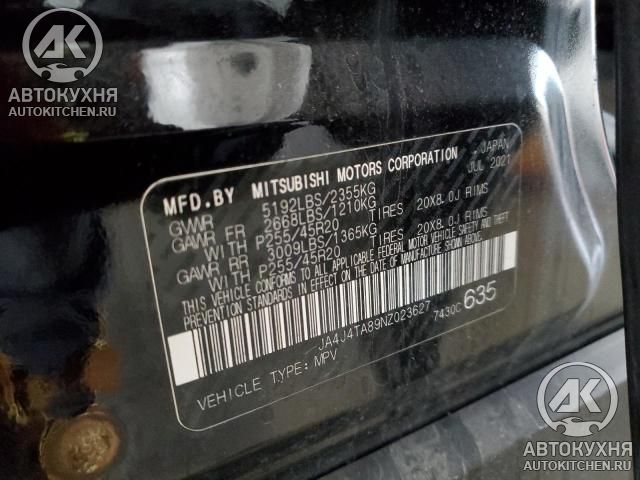 АК
АВТОКУХНЯ
AUTOKITCHEN.RU
MFD.BY MITSUBISHI MOTORS CORPORATION JAPAN
GVWR 5192LBS/2355KG JUL 2021
GAWR FR 2668LBS/1210KG
WITH P255/45R20 TIRES 20X8.0J RIMS
GAWR RR 3009LBS/1365KG
WITH P255/45R20 TIRES 20X8.0J RIMS
THIS VEHICLE CONFORMS TO ALL APPLICABLE FEDERAL MOTOR VEHICLE SAFETY AND THEFT
PREVENTION STANDARDS IN EFFECT ON THE DATE OF MANUFACTURE SHOWN ABOVE.
JA4J4TA89NZ023627
7430C 635
VEHICLE TYPE: MPV
АК
АВТОКУХНЯ
AUTOKITCHEN.RU